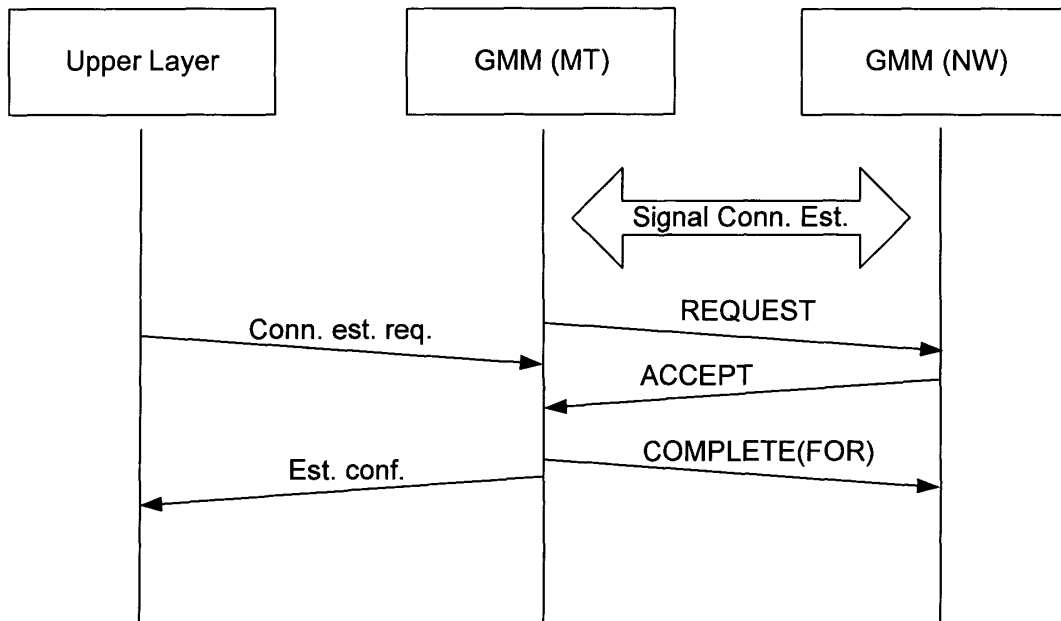 Upper Layer
GMM (MT)
GMM (NW)
Signal Conn. Est.
REQUEST
Conn. est. req.
ACCEPT
COMPLETE(FOR)
Est. conf.